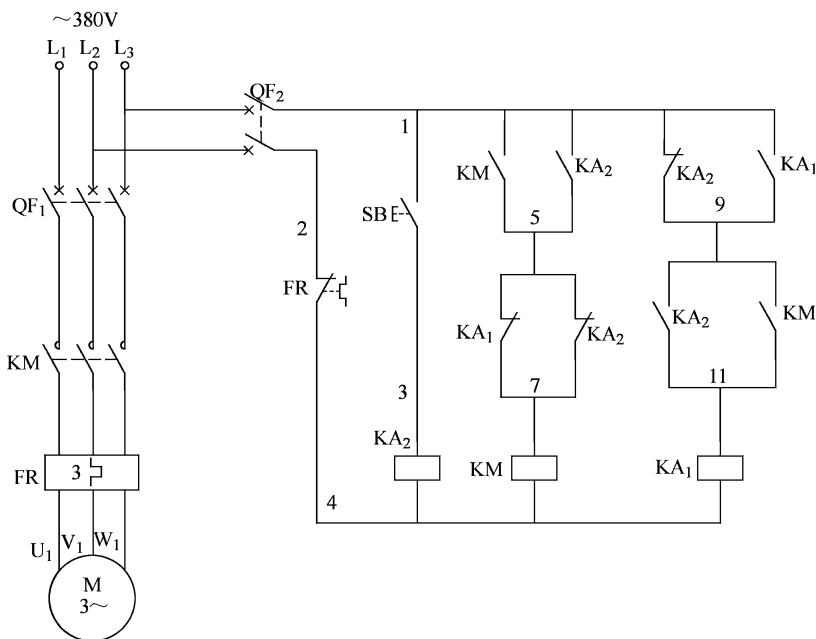 ～380V
L₁ L₂ L₃
QF₂
1
KM
KA₂
KA₂
KA₁
QF₁
SB
5
9
2
FR
KA₁
KA₂
KA₂
KM
KM
3
7
11
KA₂
FR
3
KM
KA₁
4
U₁ V₁ W₁
M
3～